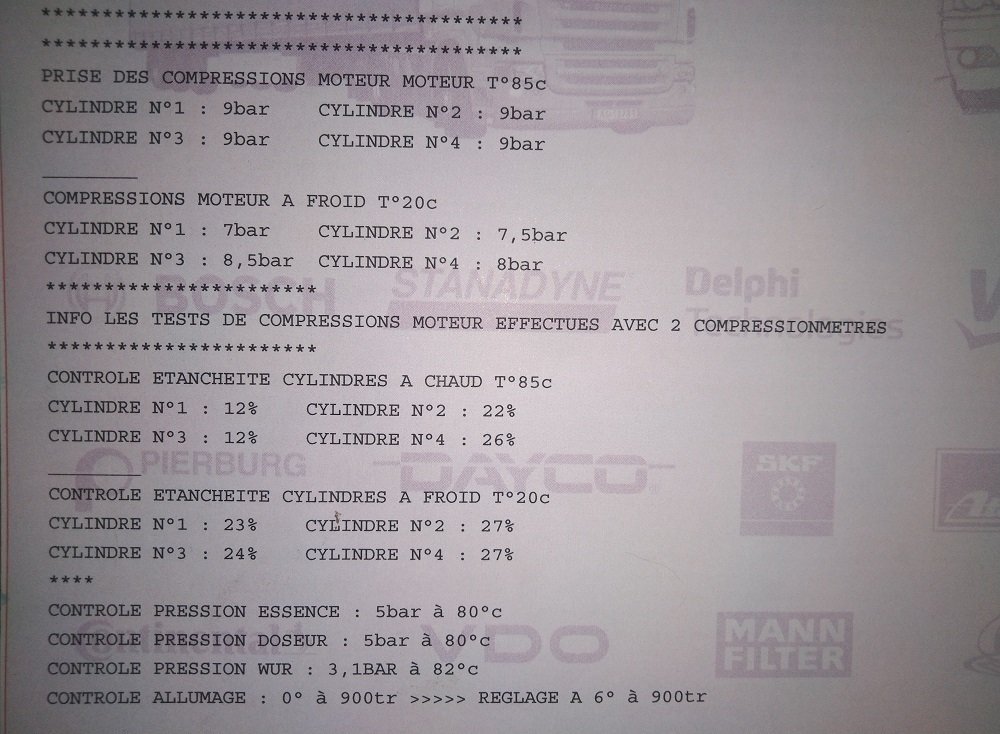 ****************************************
****************************************
PRISE DES COMPRESSIONS MOTEUR MOTEUR T°85c
CYLINDRE N°1 : 9bar CYLINDRE N°2 : 9bar
CYLINDRE N°3 : 9bar CYLINDRE N°4 : 9bar
________
COMPRESSIONS MOTEUR A FROID T°20c
CYLINDRE N°1 : 7bar CYLINDRE N°2 : 7,5bar
CYLINDRE N°3 : 8,5bar CYLINDRE N°4 : 8bar
BOSCH STANADYNE Delphi Technologies
***********************
INFO LES TESTS DE COMPRESSIONS MOTEUR EFFECTUES AVEC 2 COMPRESSIONMETRES
***********************
CONTROLE ETANCHEITE CYLINDRES A CHAUD T°85c
CYLINDRE N°1 : 12% CYLINDRE N°2 : 22%
CYLINDRE N°3 : 12% CYLINDRE N°4 : 26%
PIERBURG DAYCO SKF
________
CONTROLE ETANCHEITE CYLINDRES A FROID T°20c
CYLINDRE N°1 : 23% CYLINDRE N°2 : 27%
CYLINDRE N°3 : 24% CYLINDRE N°4 : 27%
****
CONTROLE PRESSION ESSENCE : 5bar à 80°c
CONTROLE PRESSION DOSEUR : 5bar à 80°c
Continental VDO MANN FILTER
CONTROLE PRESSION WUR : 3,1BAR à 82°c
CONTROLE ALLUMAGE : 0° à 900tr >>>>> REGLAGE A 6° à 900tr